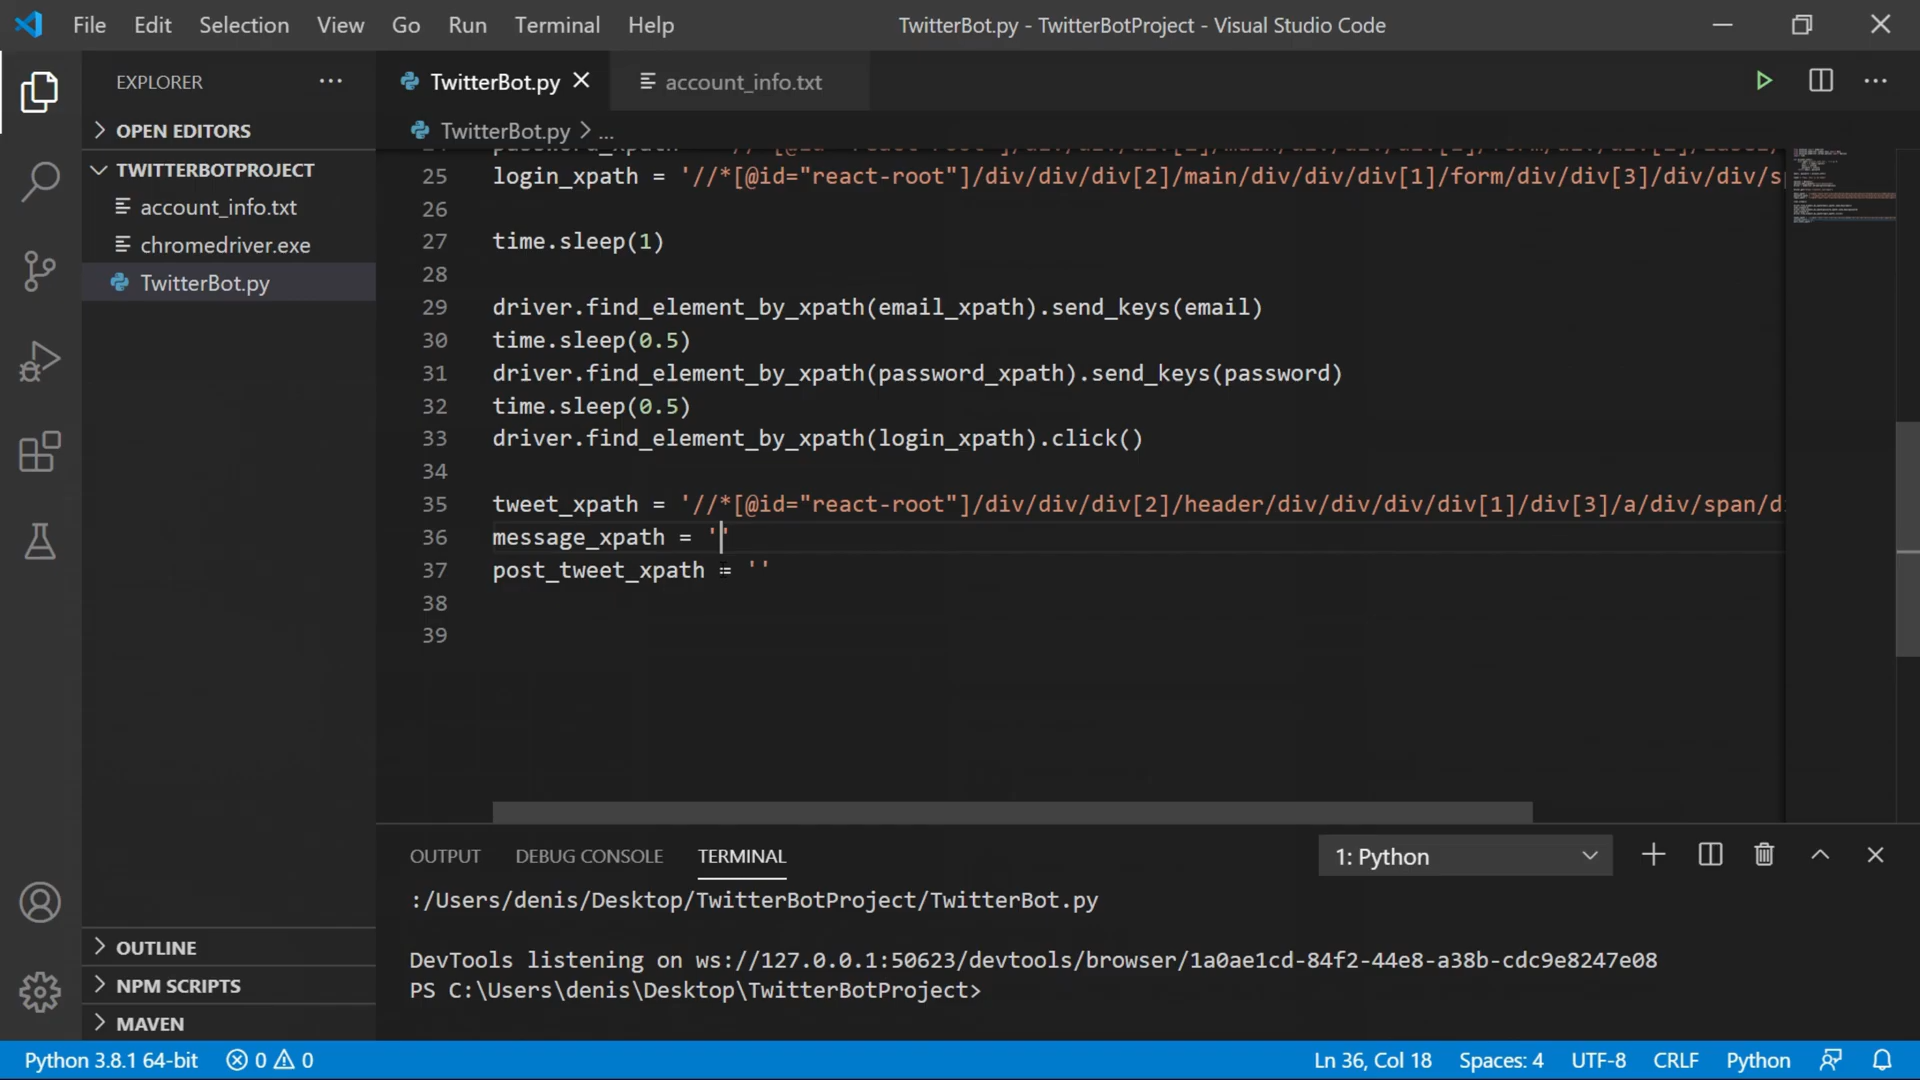 File Edit Selection View Go Run Terminal Help
TwitterBot.py - TwitterBotProject - Visual Studio Code
EXPLORER
OPEN EDITORS
TWITTERBOTPROJECT
account_info.txt
chromedriver.exe
TwitterBot.py
OUTLINE
NPM SCRIPTS
MAVEN
TwitterBot.py
account_info.txt
TwitterBot.py > ...
25 login_xpath = '//*[@id="react-root"]/div/div/div[2]/main/div/div/div[1]/form/div/div[3]/div/div/s
26
27 time.sleep(1)
28
29 driver.find_element_by_xpath(email_xpath).send_keys(email)
30 time.sleep(0.5)
31 driver.find_element_by_xpath(password_xpath).send_keys(password)
32 time.sleep(0.5)
33 driver.find_element_by_xpath(login_xpath).click()
34
35 tweet_xpath = '//*[@id="react-root"]/div/div/div[2]/header/div/div/div/div[1]/div[3]/a/div/span/d
36 message_xpath = ''
37 post_tweet_xpath = ''
38
39
OUTPUT DEBUG CONSOLE TERMINAL
1: Python
:/Users/denis/Desktop/TwitterBotProject/TwitterBot.py
DevTools listening on ws://127.0.0.1:50623/devtools/browser/1a0ae1cd-84f2-44e8-a38b-cdc9e8247e08
PS C:\Users\denis\Desktop\TwitterBotProject>
Python 3.8.1 64-bit 0 0
Ln 36, Col 18 Spaces: 4 UTF-8 CRLF Python